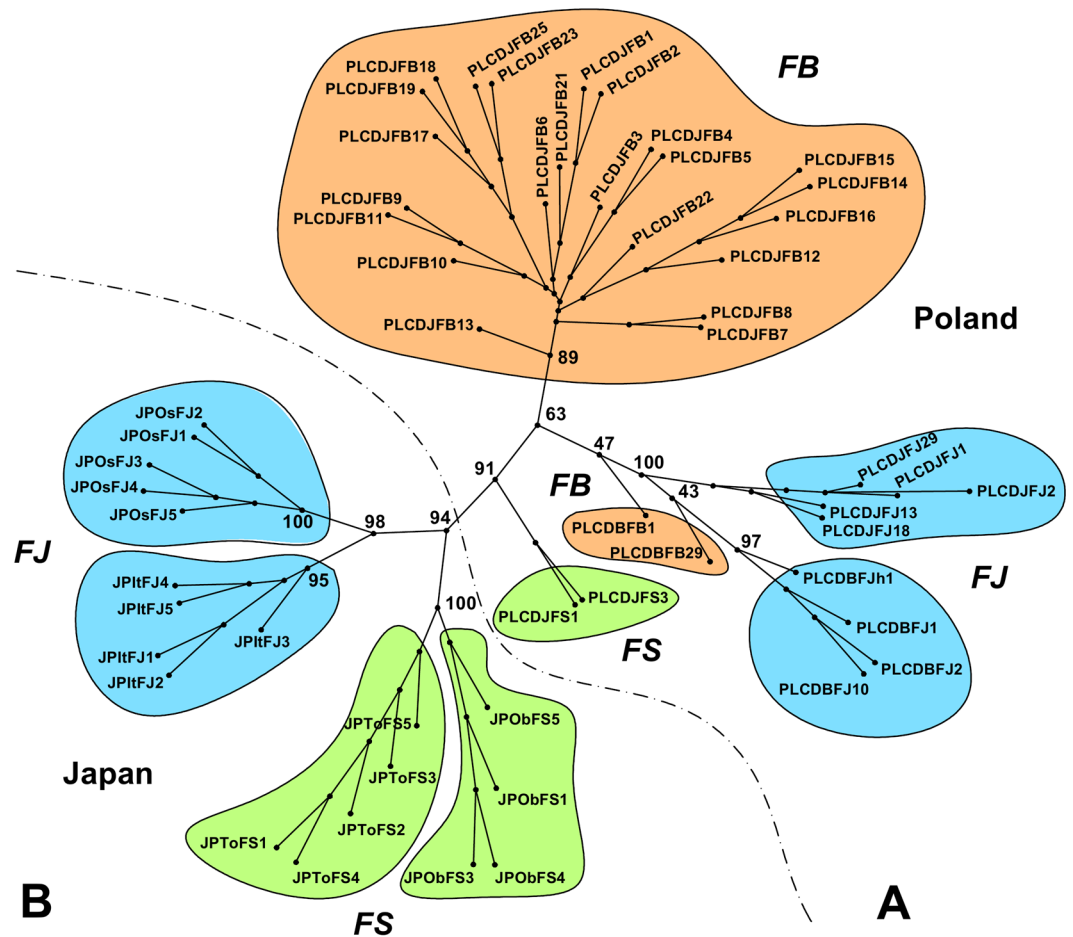 PLCDJFB25
PLCDJFB23
PLCDJFB1
PLCDJFB2
FB
PLCDJFB18
PLCDJFB19
PLCDJFB21
PLCDJFB6
PLCDJFB17
PLCDJFB3
PLCDJFB4
PLCDJFB5
PLCDJFB15
PLCDJFB14
PLCDJFB9
PLCDJFB11
PLCDJFB22
PLCDJFB16
PLCDJFB10
PLCDJFB12
PLCDJFB13
PLCDJFB8
PLCDJFB7
Poland
89
63
JPOsFJ2
JPOsFJ1
JPOsFJ3
JPOsFJ4
JPOsFJ5
100
98
94
91
47
100
43
FB
PLCDJFJ29
PLCDJFJ1
PLCDJFJ2
PLCDJFJ13
PLCDJFJ18
PLCDBFB1
PLCDBFB29
97
FJ
FJ
JPItFJ4
JPItFJ5
JPItFJ3
JPItFJ1
JPItFJ2
95
100
PLCDJFS3
PLCDJFS1
FS
PLCDBFJh1
PLCDBFJ1
PLCDBFJ2
PLCDBFJ10
JPToFS5
JPObFS5
Japan
JPToFS3
JPObFS1
JPToFS2
JPToFS1
JPToFS4
JPObFS3
JPObFS4
B
FS
A